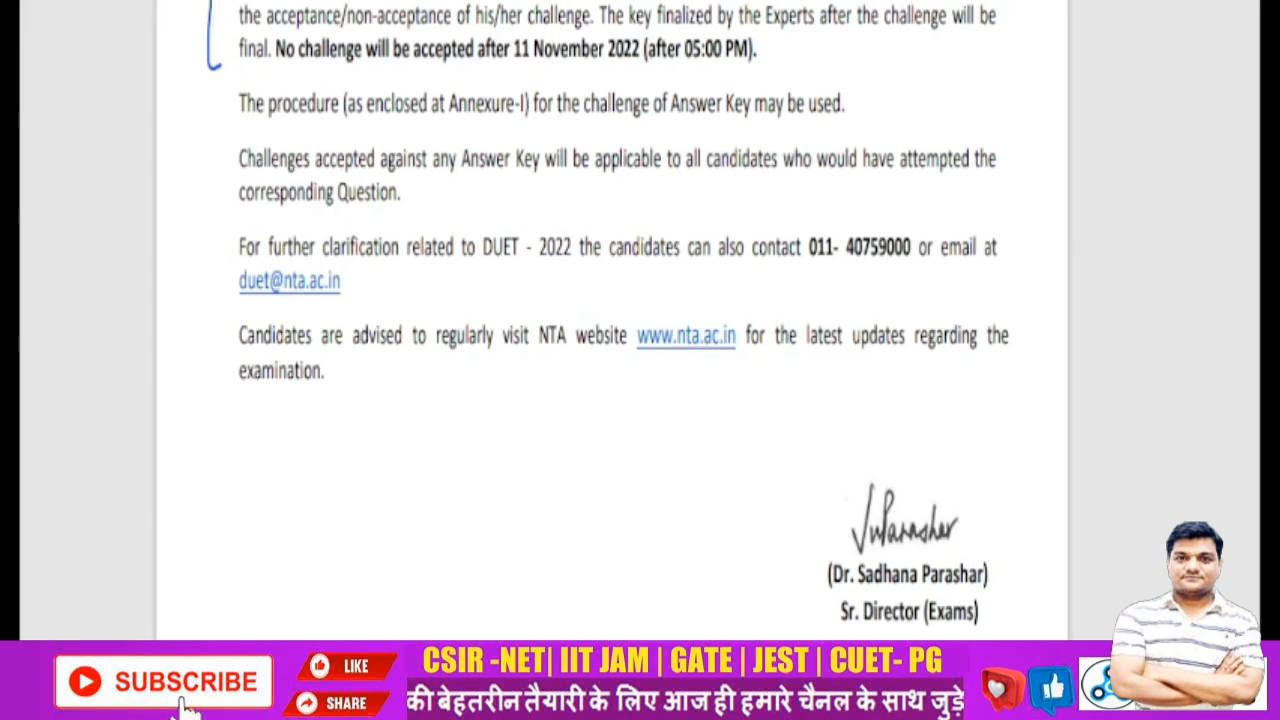 the acceptance/non-acceptance of his/her challenge. The key finalized by the Experts after the challenge will be
final. No challenge will be accepted after 11 November 2022 (after 05:00 PM).
The procedure (as enclosed at Annexure-I) for the challenge of Answer Key may be used.
Challenges accepted against any Answer Key will be applicable to all candidates who would have attempted the
corresponding Question.
For further clarification related to DUET - 2022 the candidates can also contact 011- 40759000 or email at
duet@nta.ac.in
Candidates are advised to regularly visit NTA website www.nta.ac.in for the latest updates regarding the
examination.
(Dr. Sadhana Parashar)
Sr. Director (Exams)
SUBSCRIBE
LIKE
SHARE
CSIR -NET| IIT JAM | GATE | JEST | CUET- PG
की बेहतरीन तैयारी के लिए आज ही हमारे चैनल के साथ जुड़े